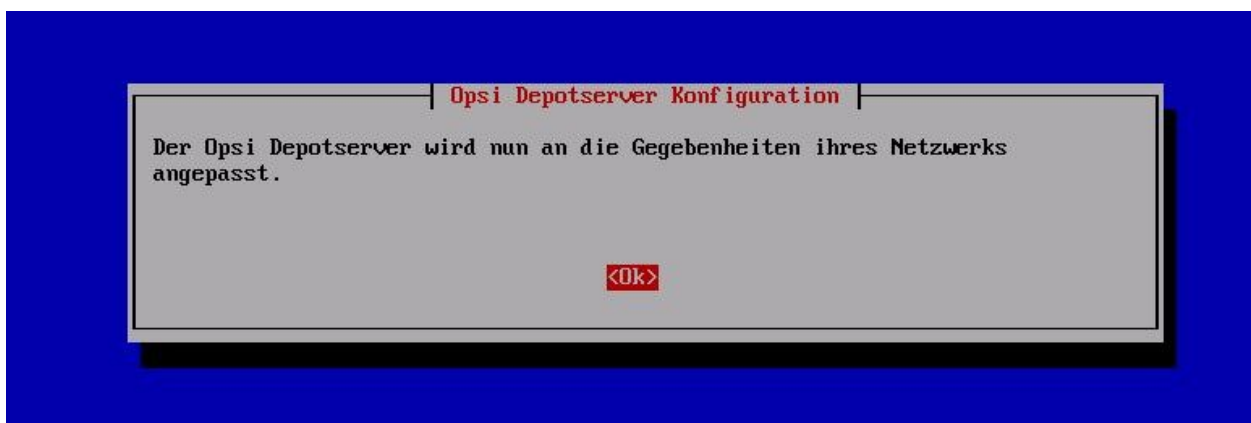 Opsi Depotserver Konfiguration
Der Opsi Depotserver wird nun an die Gegebenheiten ihres Netzwerks
angepasst.
<Ok>